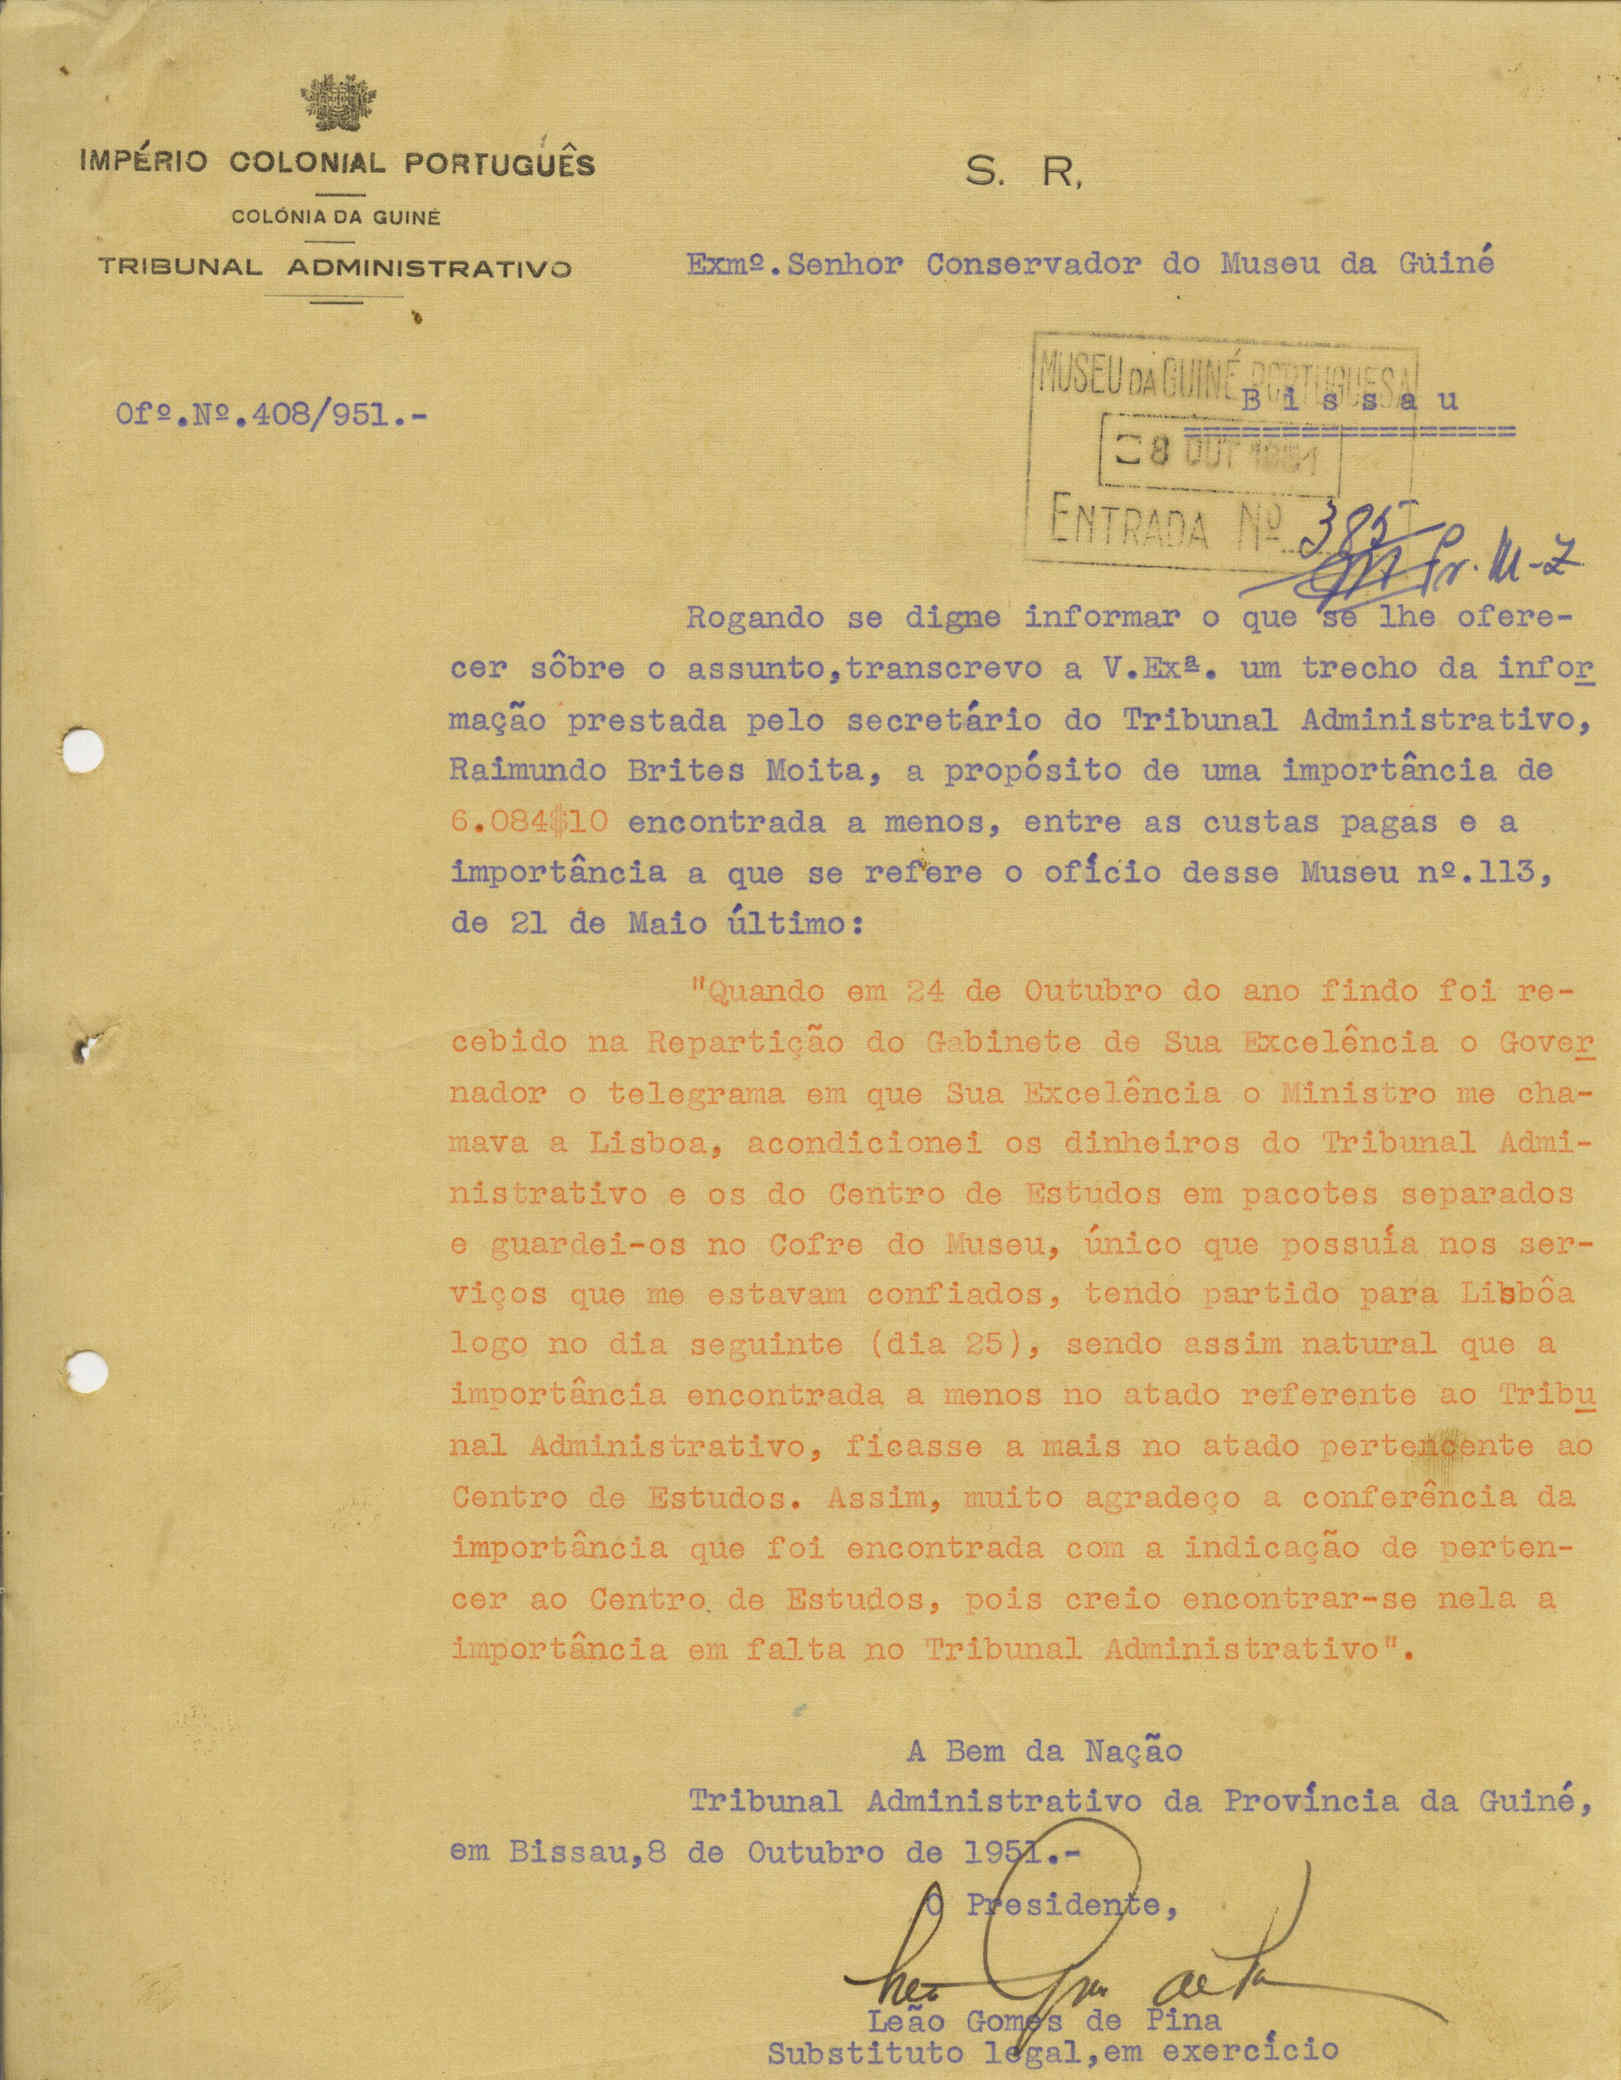 IMPÉRIO COLONIAL PORTUGUÊS
COLÓNIA DA GUINÉ
TRIBUNAL ADMINISTRATIVO
S. R,
Exmº.Senhor Conservador do Museu da Guiné
MUSEU DA GUINÉ PORTUGUESA
Ofº.Nº.408/951.-
B i s s a u
=================
8 OUT 1951
ENTRADA Nº 385
Pr. M-Z
Rogando se digne informar o que se lhe ofere-
cer sôbre o assunto,transcrevo a V.Exª. um trecho da infor
mação prestada pelo secretário do Tribunal Administrativo,
Raimundo Brites Moita, a propósito de uma importância de
6.084$10 encontrada a menos, entre as custas pagas e a
importância a que se refere o ofício desse Museu nº.113,
de 21 de Maio último:
"Quando em 24 de Outubro do ano findo foi re-
cebido na Repartição do Gabinete de Sua Excelência o Gover
nador o telegrama em que Sua Excelência o Ministro me cha-
mava a Lisboa, acondicionei os dinheiros do Tribunal Admi-
nistrativo e os do Centro de Estudos em pacotes separados
e guardei-os no Cofre do Museu, único que possuía nos ser-
viços que me estavam confiados, tendo partido para Lisbôa
logo no dia seguinte (dia 25), sendo assim natural que a
importância encontrada a menos no atado referente ao Tribu
nal Administrativo, ficasse a mais no atado pertencente ao
Centro de Estudos. Assim, muito agradeço a conferência da
importância que foi encontrada com a indicação de perten-
cer ao Centro de Estudos, pois creio encontrar-se nela a
importância em falta no Tribunal Administrativo".
A Bem da Nação
Tribunal Administrativo da Província da Guiné,
em Bissau,8 de Outubro de 1951.-
O Presidente,
Leão Gomes de Pina
Substituto legal,em exercício